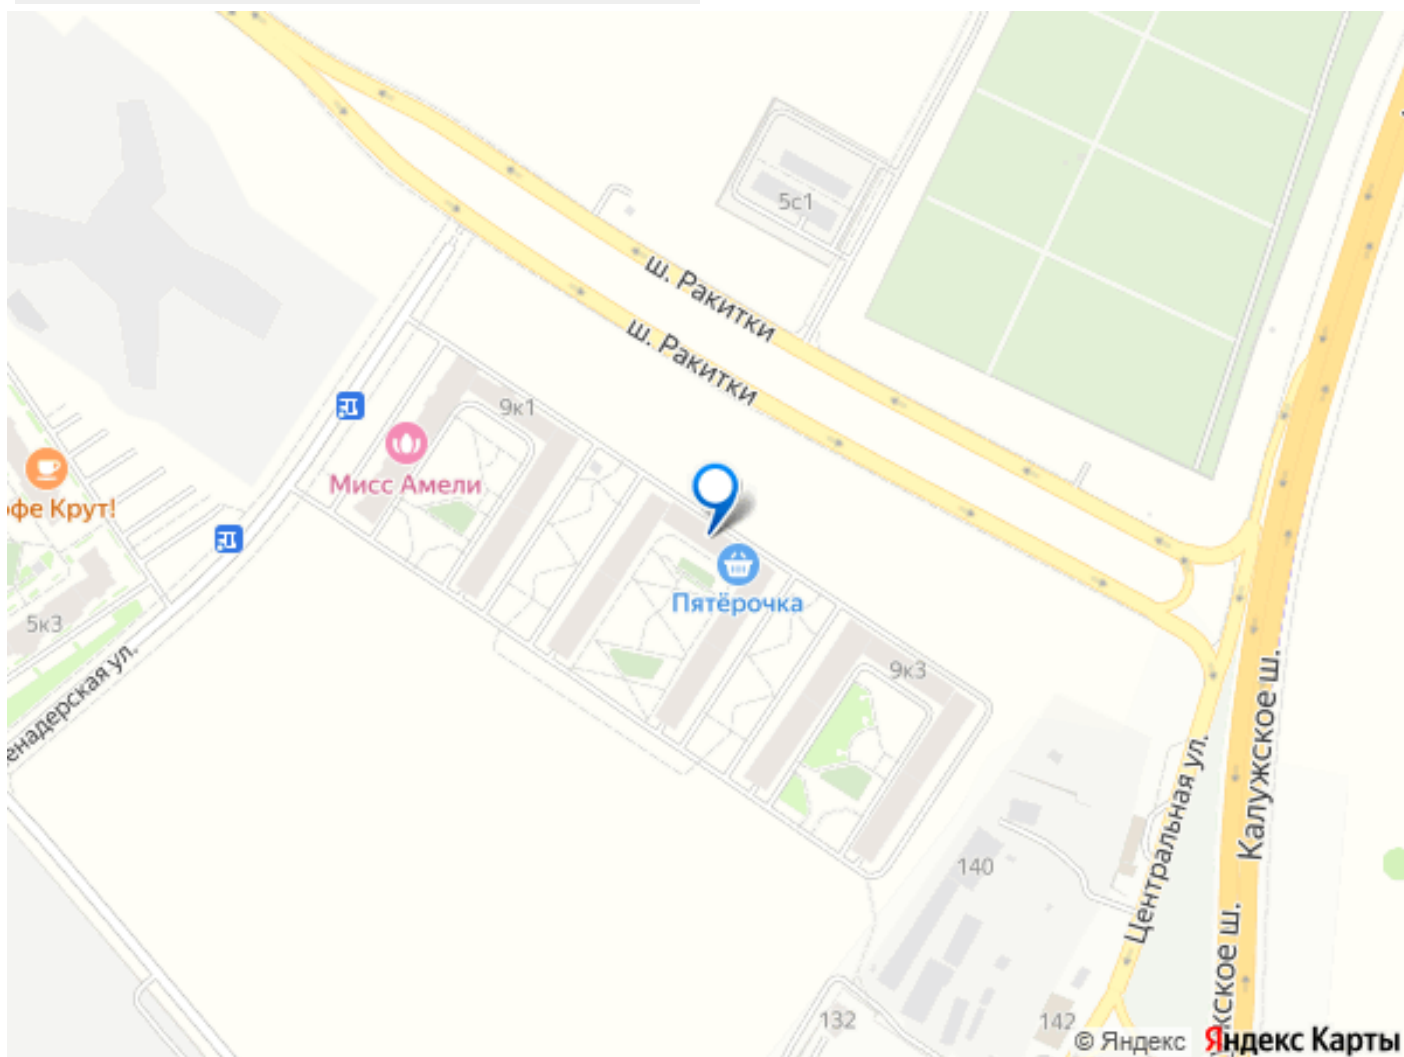 5с1
ш. Ракитки
ш. Ракитки
9к1
Мисс Амели
фе Крут!
Пятёрочка
5к3
9к3
енадерская ул.
Центральная ул.
Калужское ш.
140
жское ш.
132
142
© Яндекс
Яндекс Карты